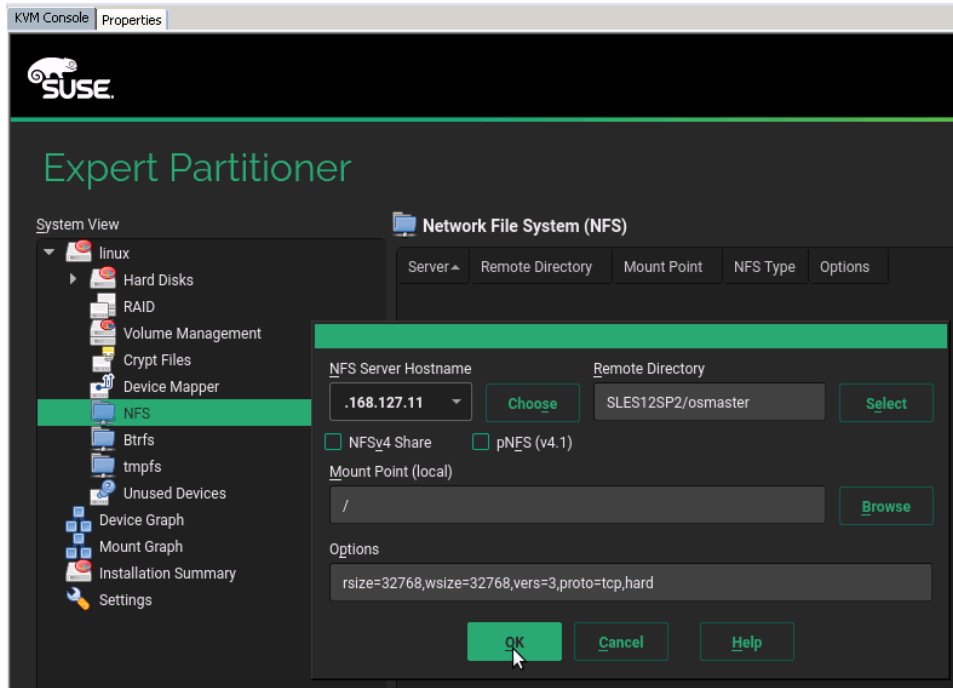 KVM Console Properties
SUSE.
Expert Partitioner
System View
Network File System (NFS)
linux
Hard Disks
RAID
Volume Management
Crypt Files
Device Mapper
NFS
Btrfs
tmpfs
Unused Devices
Device Graph
Mount Graph
Installation Summary
Settings
Server Remote Directory Mount Point NFS Type Options
NFS Server Hostname Remote Directory
.168.127.11 Choose SLES12SP2/osmaster Select
NFSv4 Share pNFS (v4.1)
Mount Point (local)
/ Browse
Options
rsize=32768,wsize=32768,vers=3,proto=tcp,hard
OK Cancel Help